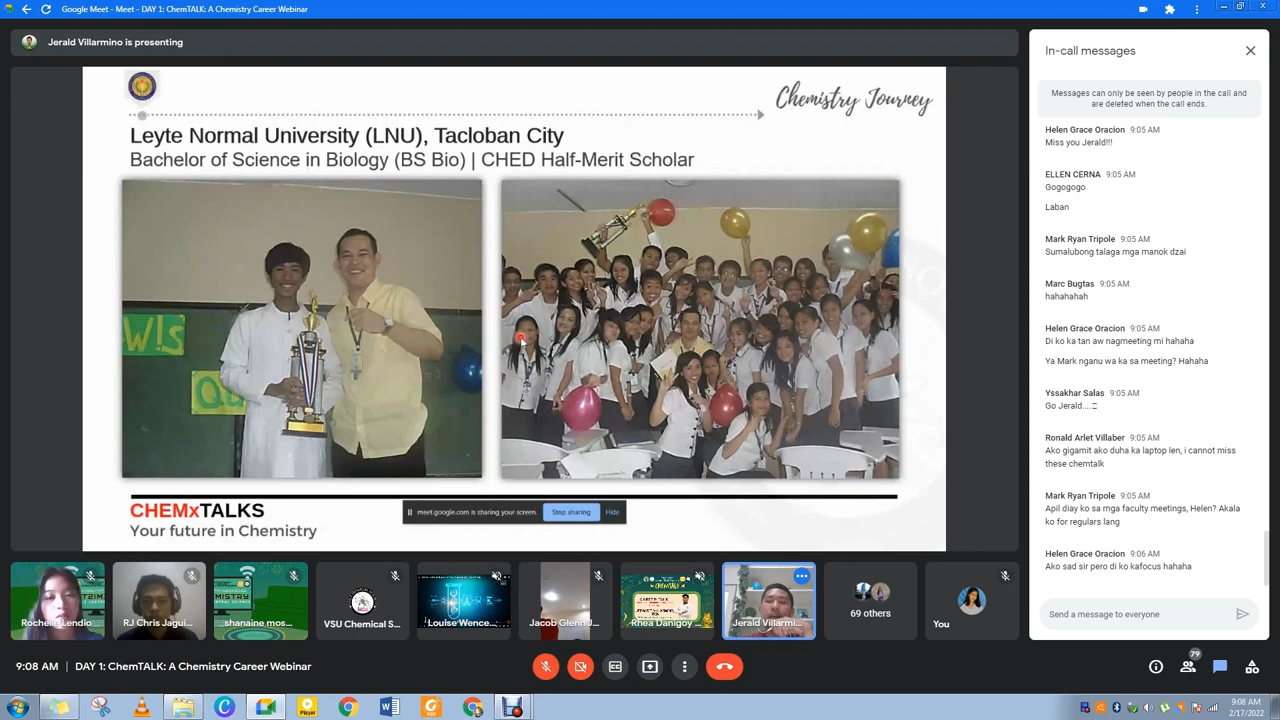 Google Meet - Meet - DAY 1: ChemTALK: A Chemistry Career Webinar
Jerald Villarmino is presenting
Chemistry Journey
Leyte Normal University (LNU), Tacloban City
Bachelor of Science in Biology (BS Bio) | CHED Half-Merit Scholar
CHEMxTALKS
Your future in Chemistry
meet.google.com is sharing your screen.
Stop sharing
Hide
In-call messages
Messages can only be seen by people in the call and
are deleted when the call ends.
Helen Grace Oracion 9:05 AM
Miss you Jerald!!!
ELLEN CERNA 9:05 AM
Gogogogo
Laban
Mark Ryan Tripole 9:05 AM
Sumalubong talaga mga manok dzai
Marc Bugtas 9:05 AM
hahahahah
Helen Grace Oracion 9:05 AM
Di ko ka tan aw nagmeeting mi hahaha
Ya Mark nganu wa ka sa meeting? Hahaha
Yssakhar Salas 9:05 AM
Go Jerald....
Ronald Arlet Villaber 9:05 AM
Ako gigamit ako duha ka laptop len, i cannot miss
these chemtalk
Mark Ryan Tripole 9:05 AM
Apil diay ko sa mga faculty meetings, Helen? Akala
ko for regulars lang
Helen Grace Oracion 9:06 AM
Ako sad sir pero di ko kafocus hahaha
Send a message to everyone
Rochelle Lendio
RJ Chris Jagui...
shanaine mos...
VSU Chemical S...
Louise Wence...
Jacob Glenn J...
CHEMTALK
Rhea Danigoy ...
Jerald Villarmi...
69 others
You
9:08 AM | DAY 1: ChemTALK: A Chemistry Career Webinar
79
9:08 AM
2/17/2022